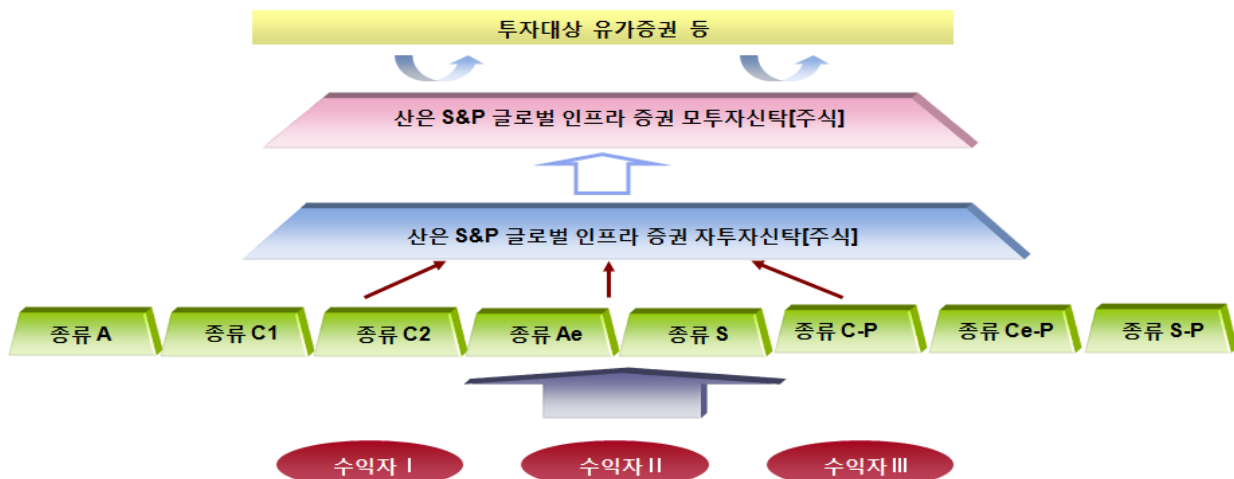 투자대상 유가증권 등
산은 S&P 글로벌 인프라 증권 모투자신탁[주식]
산은 S&P 글로벌 인프라 증권 자투자신탁[주식]
종류 A 종류 C1 종류 C2 종류 Ae 종류 S 종류 C-P 종류 Ce-P 종류 S-P
수익자 I 수익자 II 수익자 III